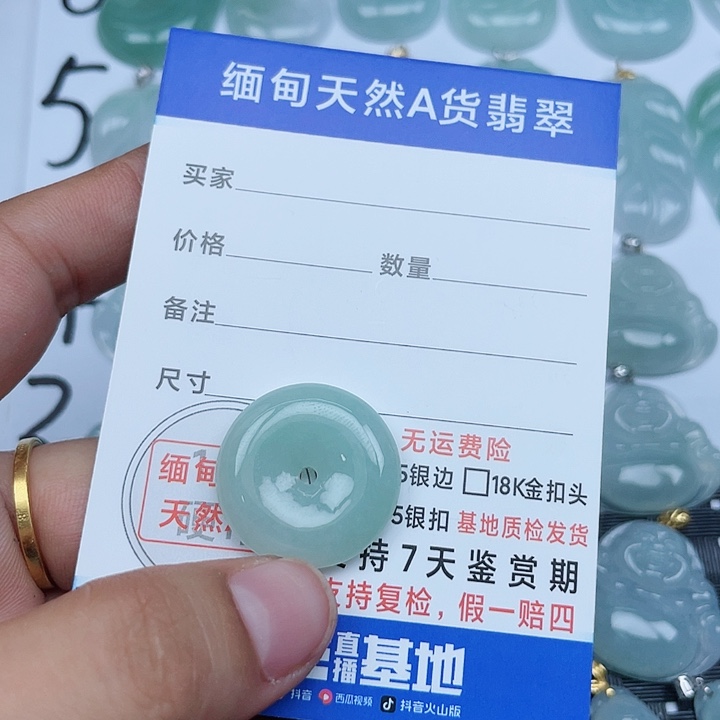 5
缅甸天然A货翡翠
买家
价格 数量
备注
尺寸
无运费险
缅甸 5银边 □18K金扣头
天然 5银扣 基地质检发货
持7天鉴赏期
支持复检，假一赔四
直播基地
抖音 西瓜视频 抖音火山版